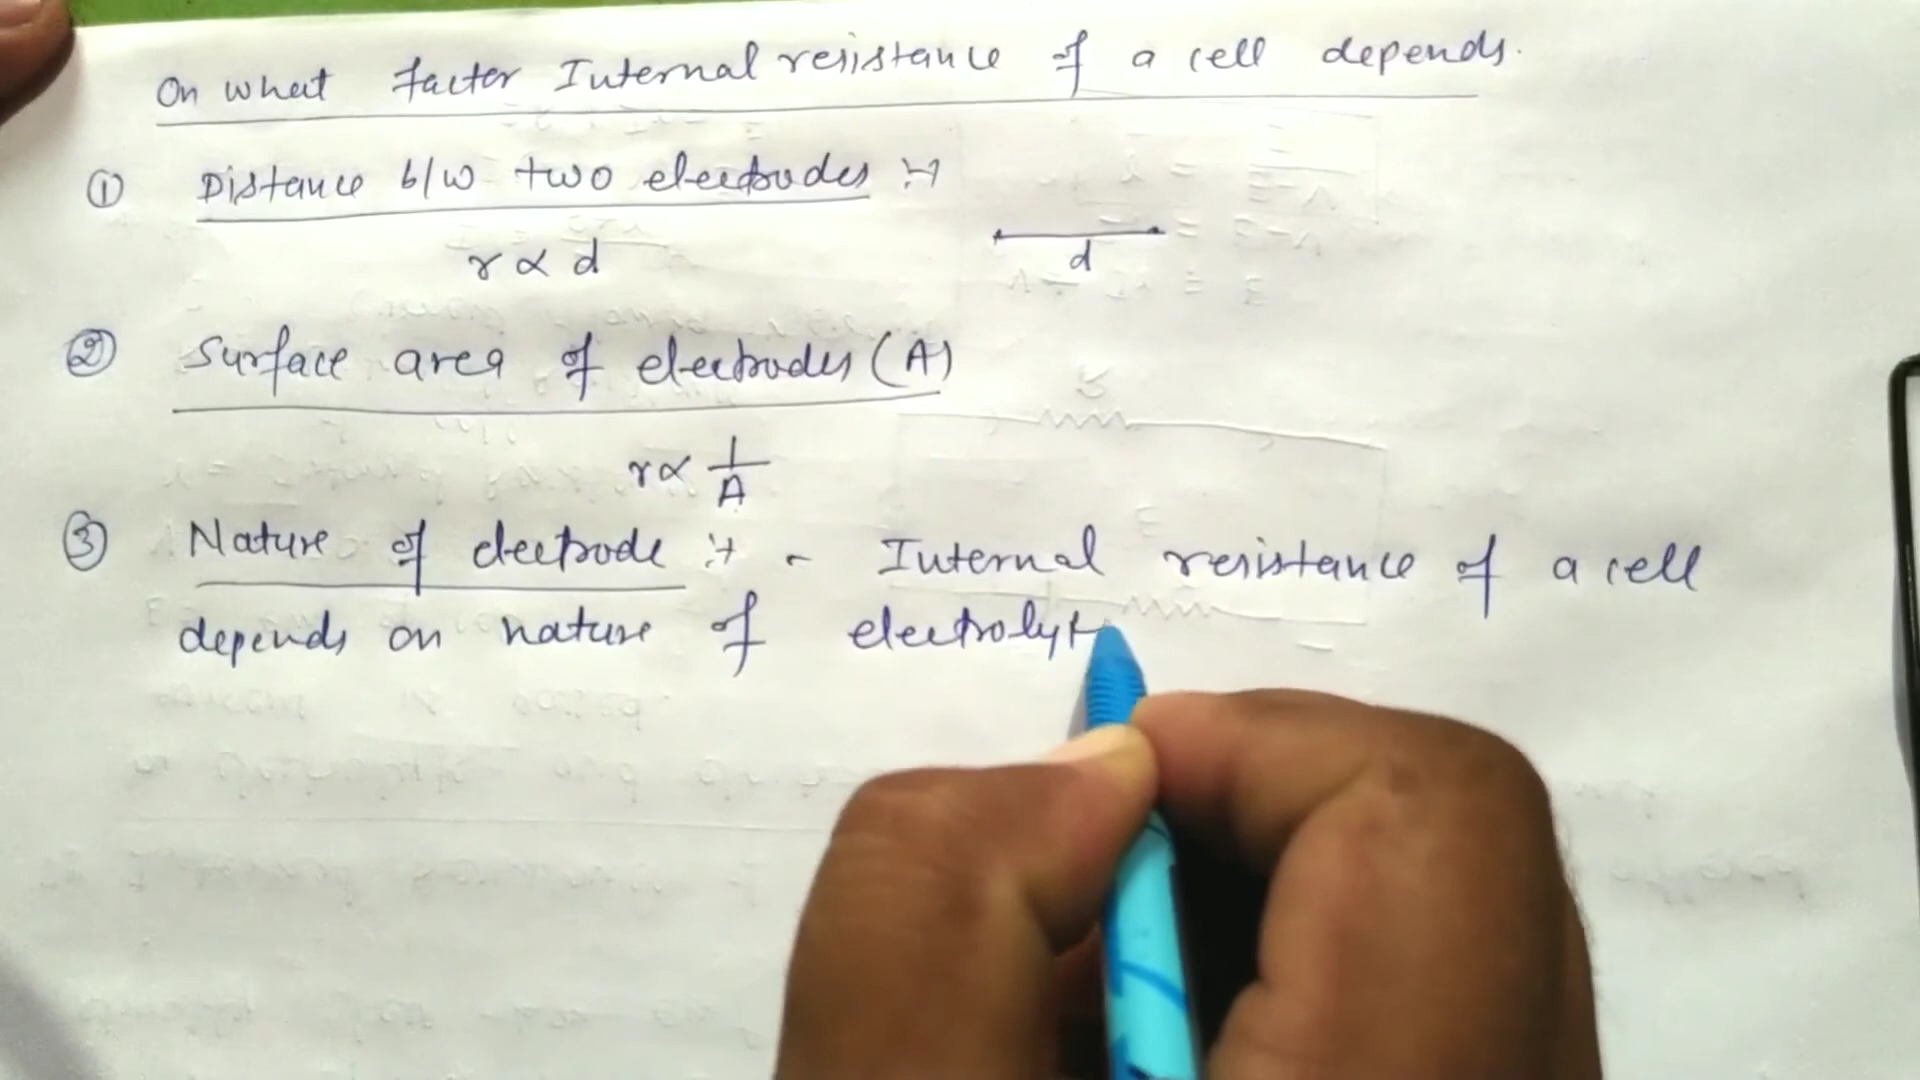 On what factor Internal resistance of a cell depends.
① Distance b/w two electrodes :-
r ∝ d
d
② Surface area of electrodes (A)
r ∝ 1/A
③ Nature of electrode :- - Internal resistance of a cell
depends on nature of electrolyt